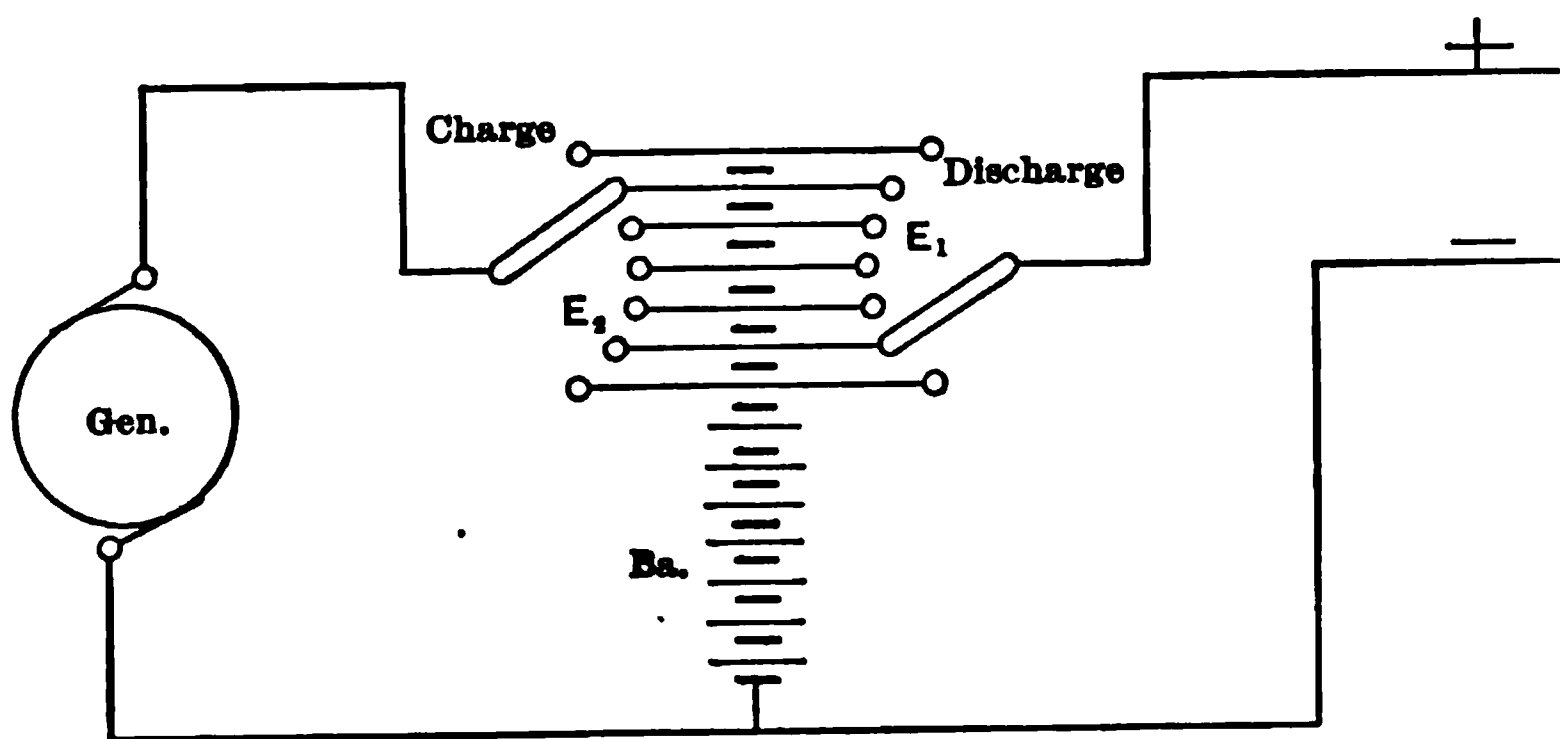 +
Charge
Discharge
E₁
−
E₂
Gen.
Ba.